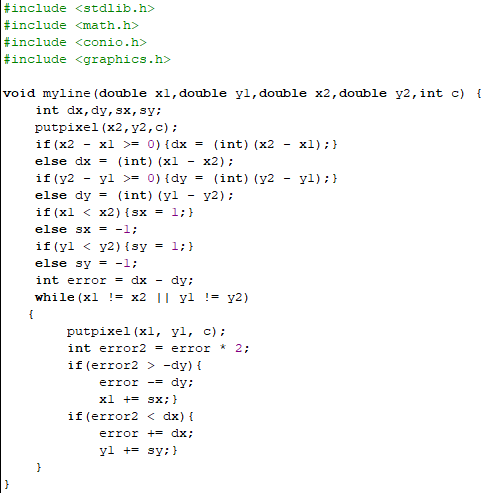 #include <stdlib.h>
#include <math.h>
#include <conio.h>
#include <graphics.h>
void myline(double x1,double y1,double x2,double y2,int c) {
int dx,dy,sx,sy;
putpixel(x2,y2,c);
if(x2 - x1 >= 0){dx = (int)(x2 - x1);}
else dx = (int)(x1 - x2);
if(y2 - y1 >= 0){dy = (int)(y2 - y1);}
else dy = (int)(y1 - y2);
if(x1 < x2){sx = 1;}
else sx = -1;
if(y1 < y2){sy = 1;}
else sy = -1;
int error = dx - dy;
while(x1 != x2 || y1 != y2)
{
putpixel(x1, y1, c);
int error2 = error * 2;
if(error2 > -dy){
error -= dy;
x1 += sx;}
if(error2 < dx){
error += dx;
y1 += sy;}
}
}